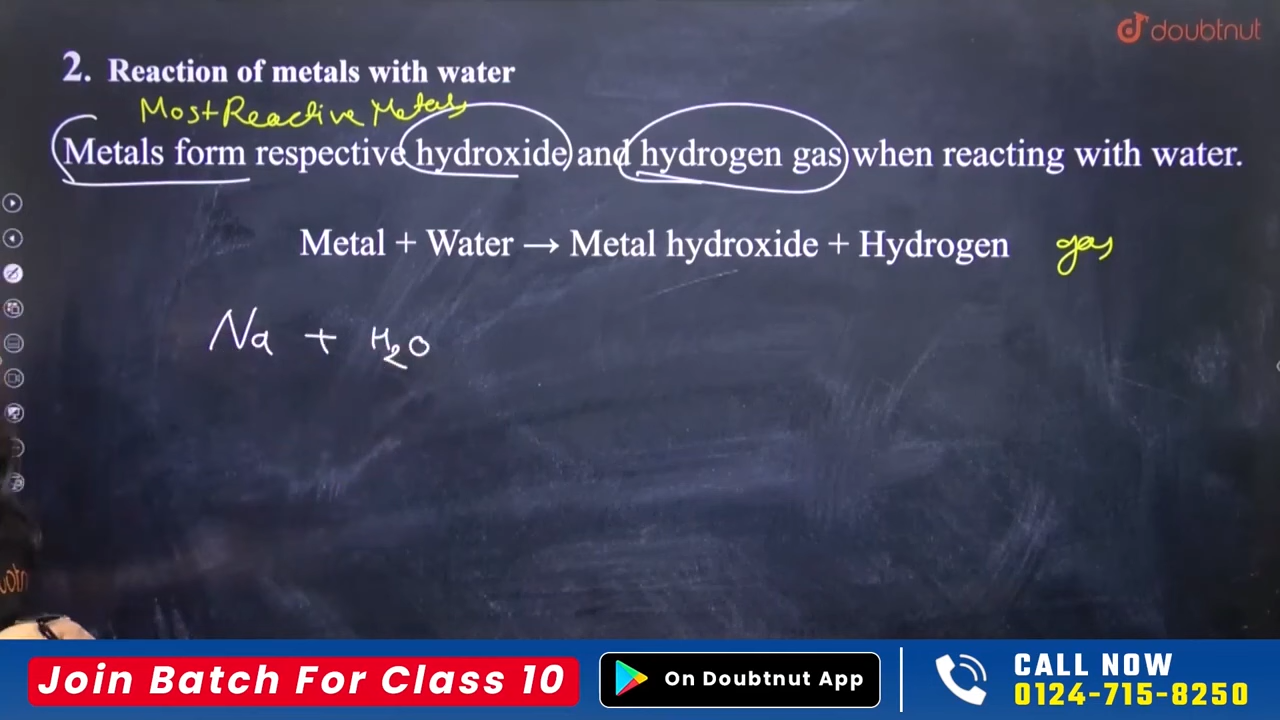 doubtnut
2. Reaction of metals with water
Most Reactive Metals
Metals form respective hydroxide and hydrogen gas when reacting with water.
Metal + Water → Metal hydroxide + Hydrogen gas
Na + H₂O
Join Batch For Class 10
On Doubtnut App
CALL NOW
0124-715-8250